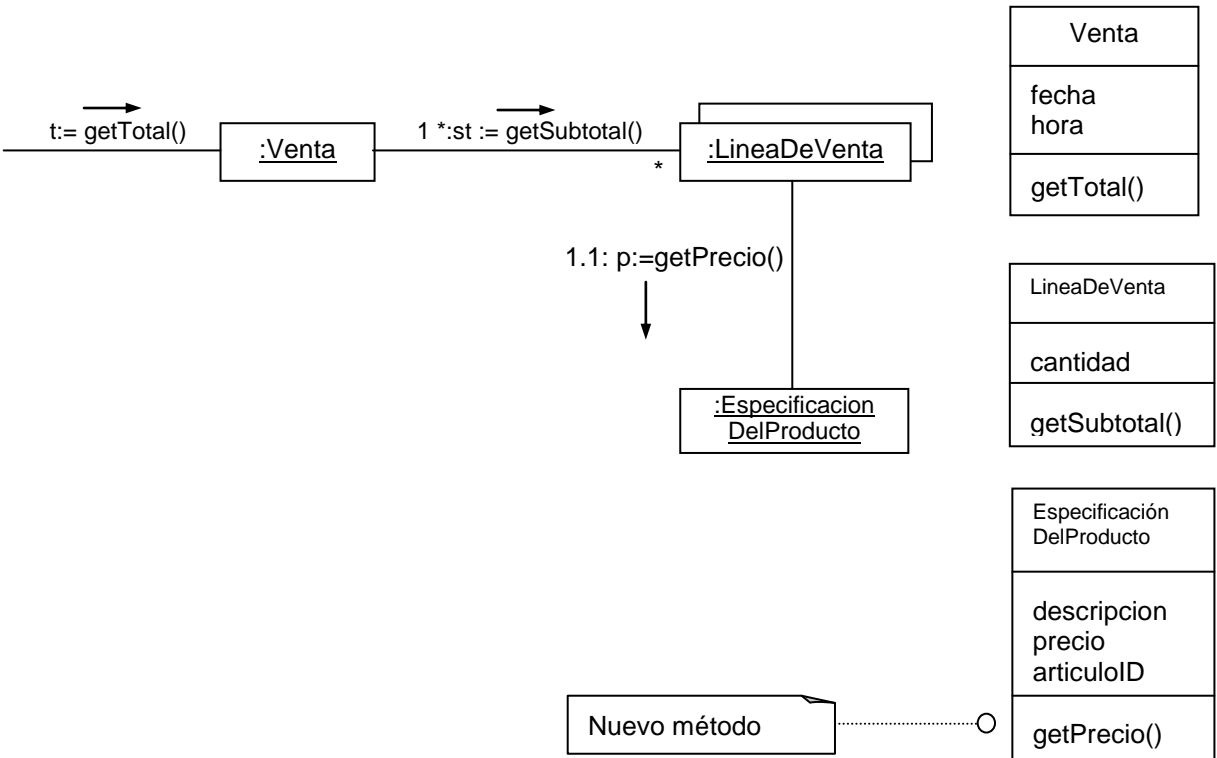 t:= getTotal()
:Venta
1 *:st := getSubtotal()
*
:LineaDeVenta
1.1: p:=getPrecio()
:Especificacion
DelProducto
Venta
fecha
hora
getTotal()
LineaDeVenta
cantidad
getSubtotal()
Especificación
DelProducto
descripcion
precio
articuloID
getPrecio()
Nuevo método